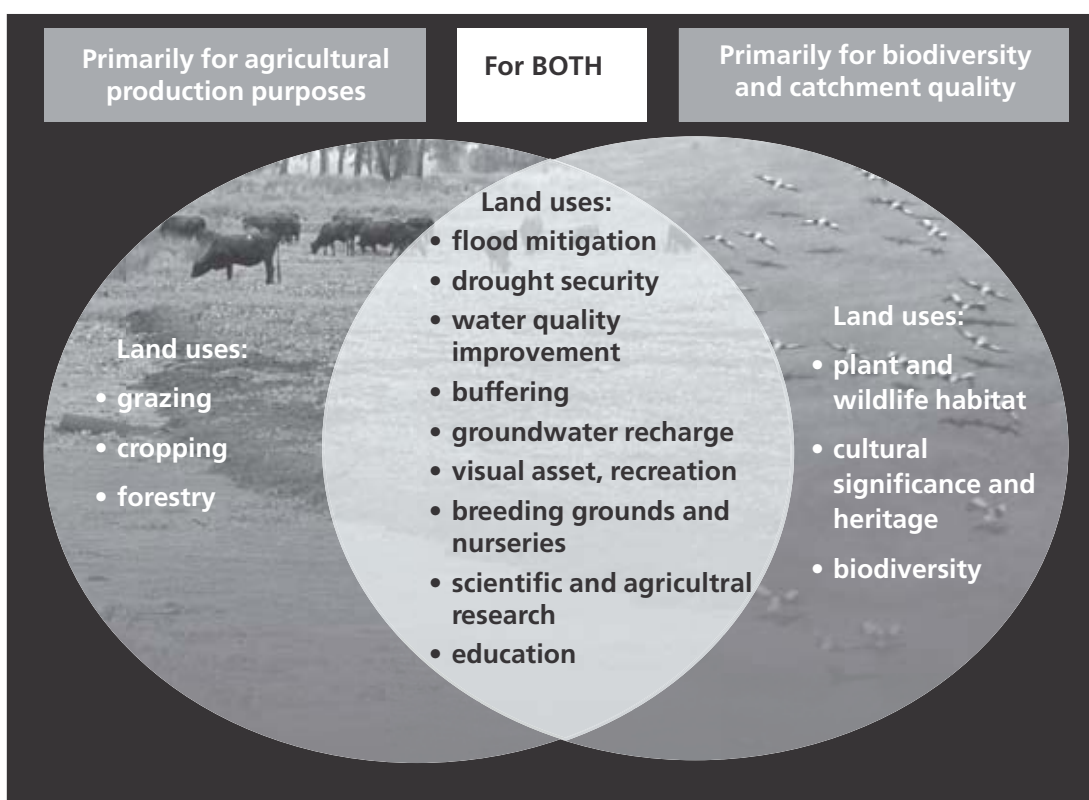 Primarily for agricultural
production purposes
For BOTH
Primarily for biodiversity
and catchment quality
Land uses:
• grazing
• cropping
• forestry
Land uses:
• flood mitigation
• drought security
• water quality
improvement
• buffering
• groundwater recharge
• visual asset, recreation
• breeding grounds and
nurseries
• scientific and agricultral
research
• education
Land uses:
• plant and
wildlife habitat
• cultural
significance and
heritage
• biodiversity